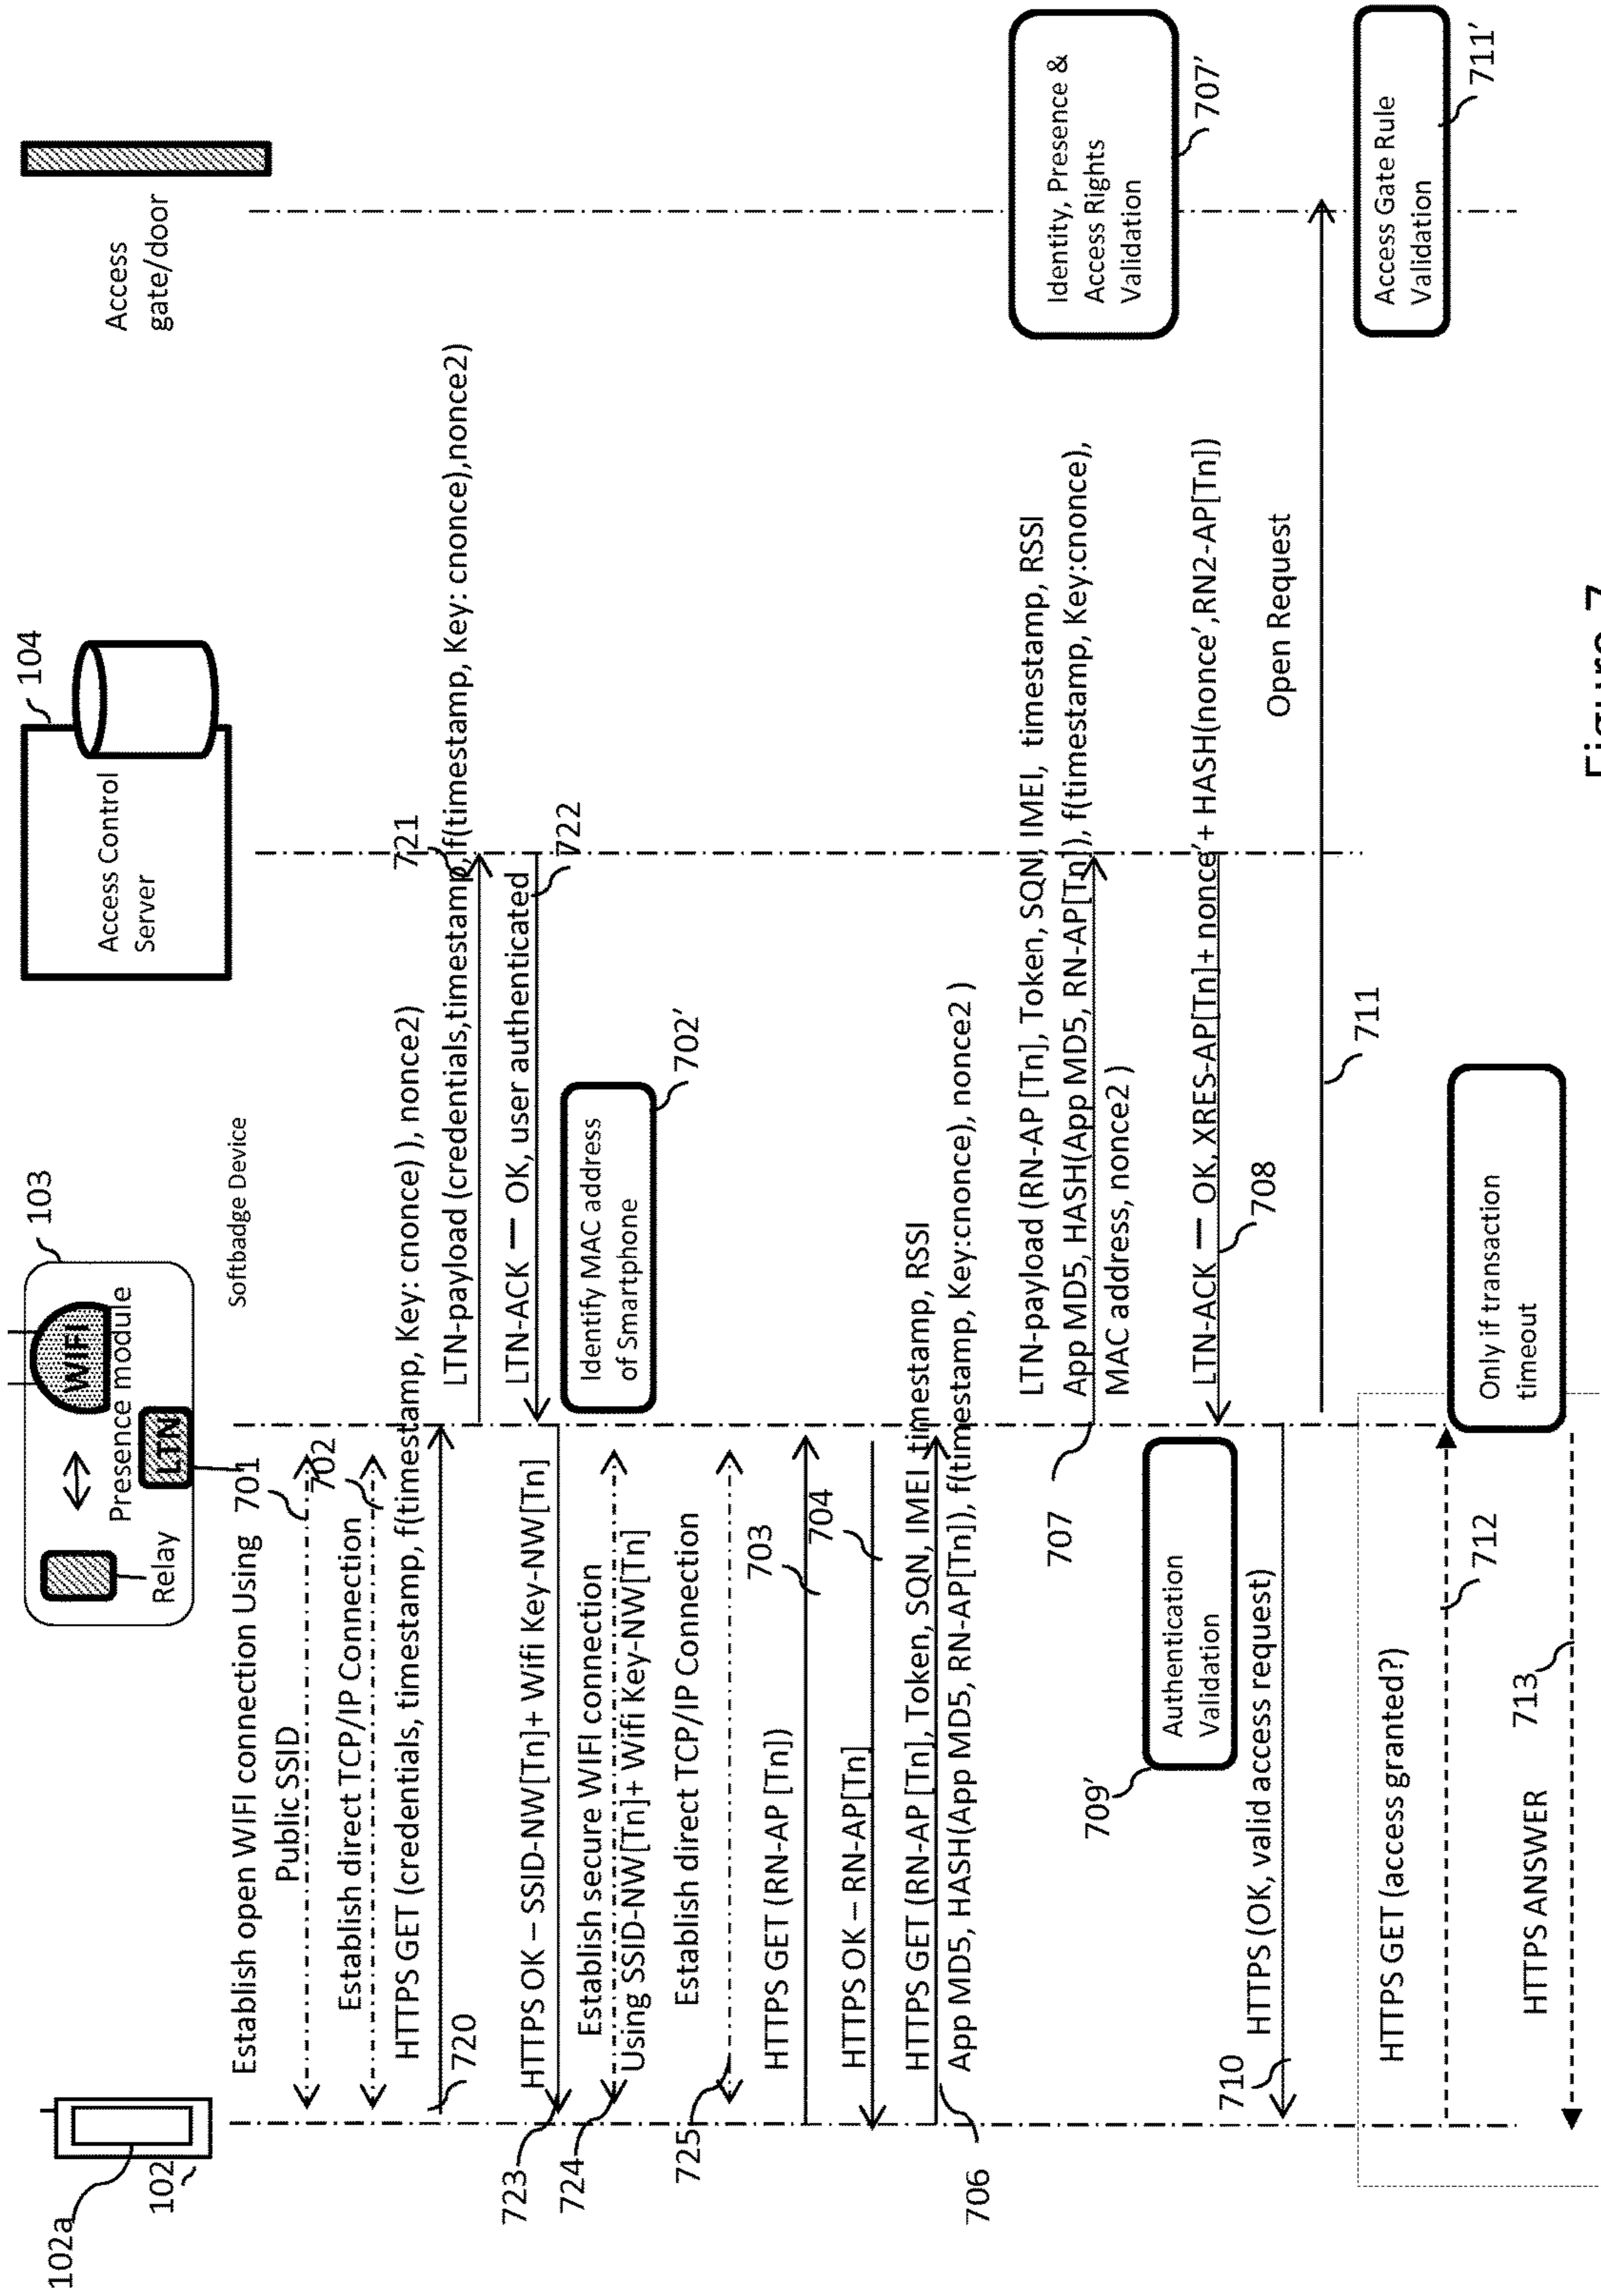 102a
102
Relay
Presence module
WIFI
LTN
103
Softbadge Device
Access Control
Server
104
Access
gate/door
Establish open WIFI connection Using
Public SSID
701
Establish direct TCP/IP Connection
702
HTTPS GET (credentials, timestamp, f(timestamp, Key: cnonce) ), nonce2)
720
LTN-payload (credentials,timestamp,f(timestamp, Key: cnonce),nonce2)
721
LTN-ACK — OK, user authenticated
722
Identify MAC address
of Smartphone
702'
HTTPS OK – SSID-NW[Tn]+ Wifi Key-NW[Tn]
723
Establish secure WIFI connection
Using SSID-NW[Tn]+ Wifi Key-NW[Tn]
724
Establish direct TCP/IP Connection
725
HTTPS GET (RN-AP [Tn])
703
HTTPS OK – RN-AP[Tn]
704
HTTPS GET (RN-AP [Tn], Token, SQN, IMEI, timestamp, RSSI
App MD5, HASH(App MD5, RN-AP[Tn]), f(timestamp, Key:cnonce), nonce2 )
706
LTN-payload (RN-AP [Tn], Token, SQN, IMEI, timestamp, RSSI
App MD5, HASH(App MD5, RN-AP[Tn]), f(timestamp, Key:cnonce),
MAC address, nonce2 )
707
Identity, Presence &
Access Rights
Validation
707'
LTN-ACK — OK, XRES-AP[Tn]+ nonce'+ HASH(nonce',RN2-AP[Tn])
708
Authentication
Validation
709'
HTTPS (OK, valid access request)
710
Open Request
711
Access Gate Rule
Validation
711'
HTTPS GET (access granted?)
712
Only if transaction
timeout
HTTPS ANSWER
713
Figure 7